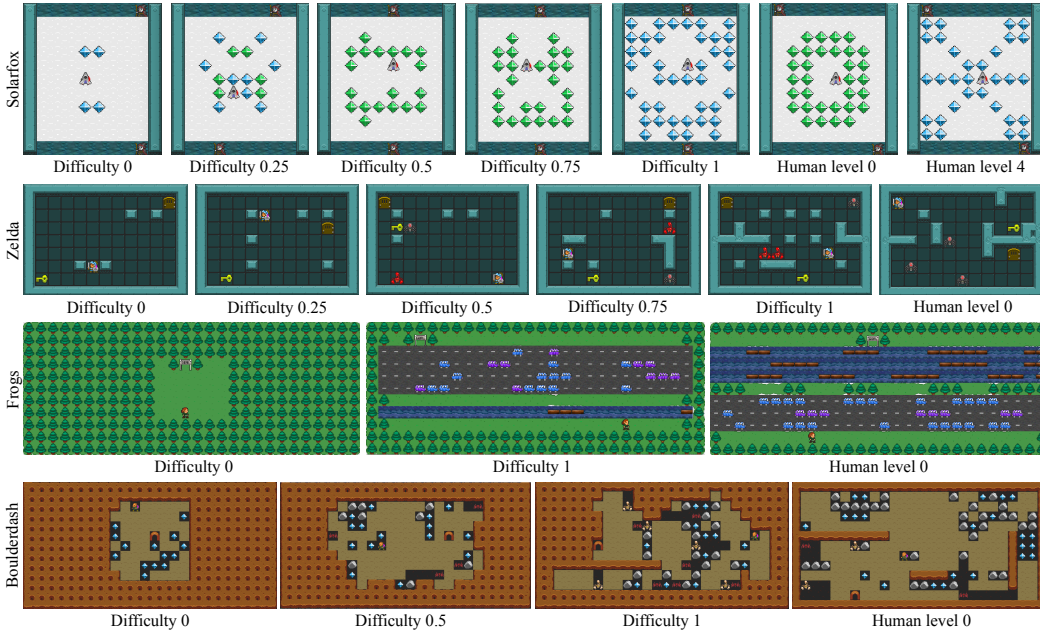 Solarfox
Difficulty 0
Difficulty 0.25
Difficulty 0.5
Difficulty 0.75
Difficulty 1
Human level 0
Human level 4
Zelda
Difficulty 0
Difficulty 0.25
Difficulty 0.5
Difficulty 0.75
Difficulty 1
Human level 0
Frogs
Difficulty 0
Difficulty 1
Human level 0
Boulderdash
Difficulty 0
Difficulty 0.5
Difficulty 1
Human level 0